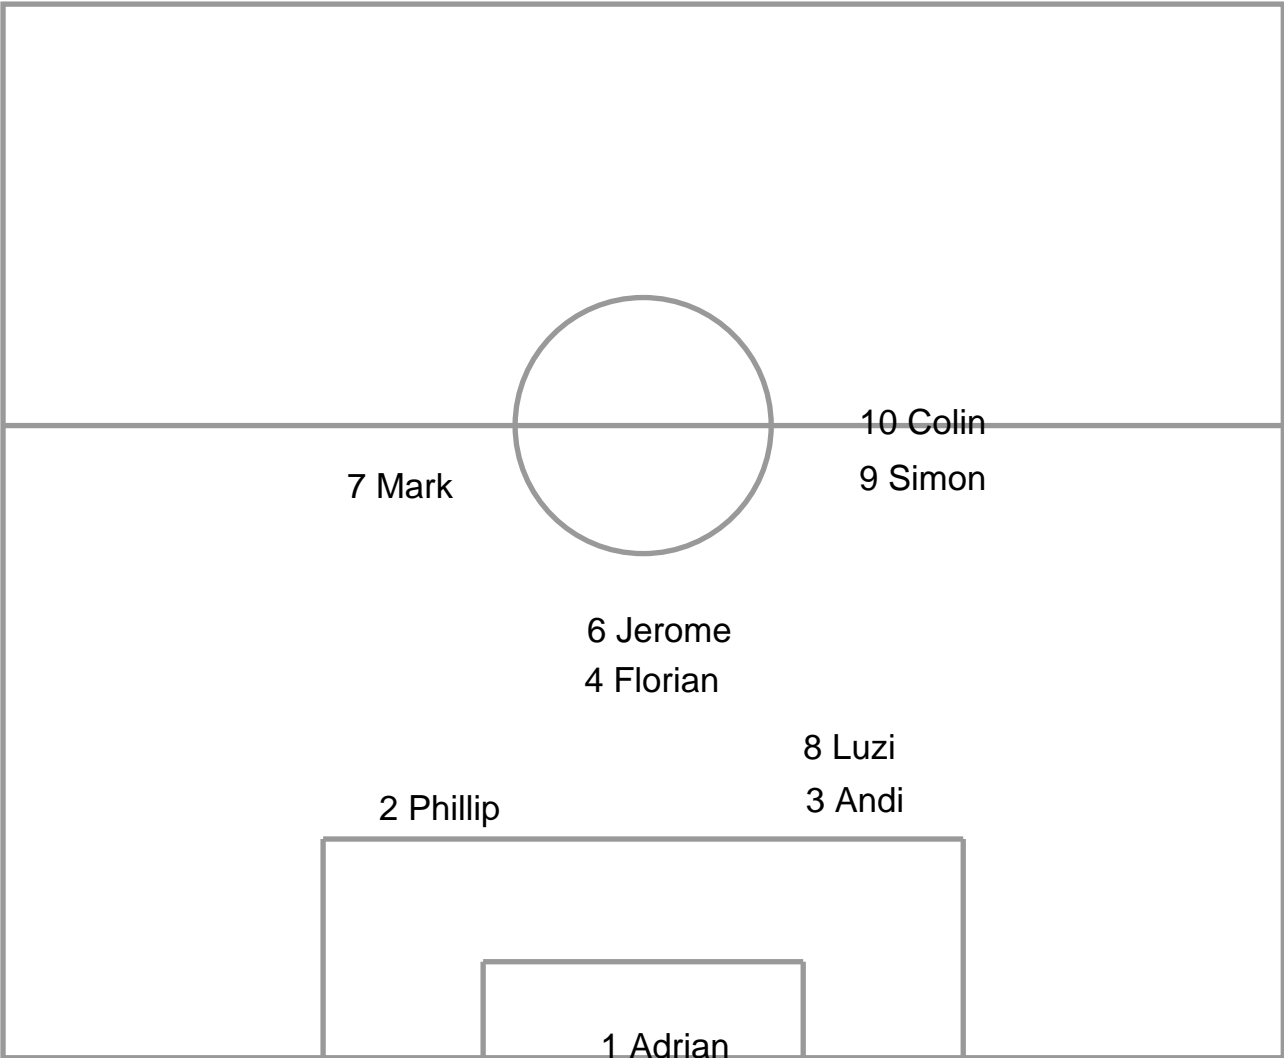 10 Colin
7 Mark
9 Simon
6 Jerome
4 Florian
8 Luzi
2 Phillip
3 Andi
1 Adrian